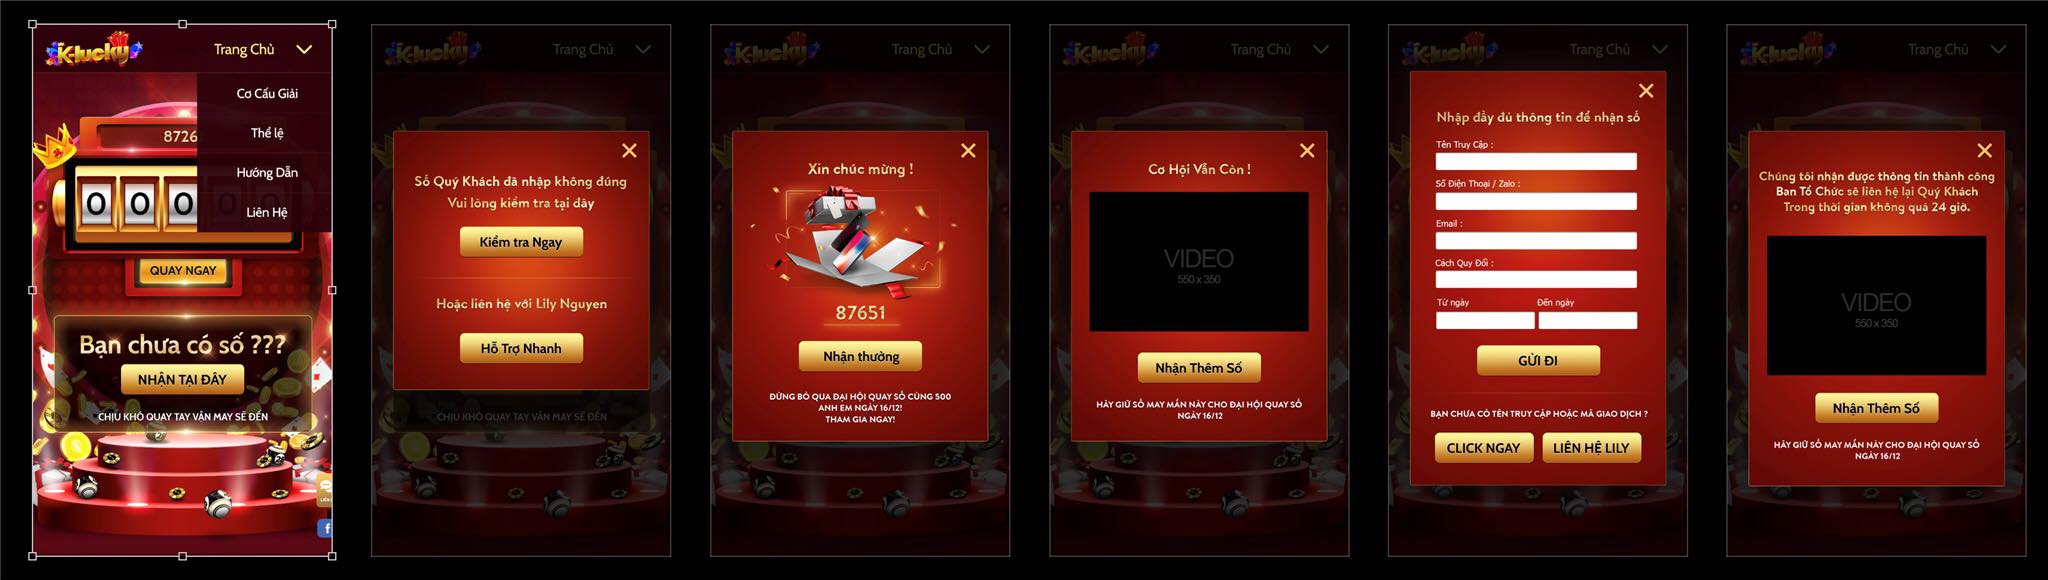 K-lucky
Trang Chủ
Cơ Cấu Giải
Thể lệ
Hướng Dẫn
Liên Hệ
8726
0 0 0
QUAY NGAY
Bạn chưa có số ???
NHẬN TẠI ĐÂY
CHỊU KHÓ QUAY TAY VẬN MAY SẼ ĐẾN
K-lucky
Trang Chủ
Số Quý Khách đã nhập không đúng
Vui lòng kiểm tra tại đây
Kiểm tra Ngay
Hoặc liên hệ với Lily Nguyen
Hỗ Trợ Nhanh
CHỊU KHÓ QUAY TAY VẬN MAY SẼ ĐẾN
K-lucky
Trang Chủ
Xin chúc mừng !
87651
Nhận thưởng
ĐỪNG BỎ QUA ĐẠI HỘI QUAY SỐ CÙNG 500
ANH EM NGÀY 16/12!
THAM GIA NGAY!
K-lucky
Trang Chủ
Cơ Hội Vẫn Còn !
VIDEO
550 x 350
Nhận Thêm Số
HÃY GIỮ SỐ MAY MẮN NÀY CHO ĐẠI HỘI QUAY SỐ
NGÀY 16/12
K-lucky
Trang Chủ
Nhập đầy đủ thông tin để nhận số
Tên Truy Cập :
Số Điện Thoại / Zalo :
Email :
Cách Quy Đổi :
Từ ngày Đến ngày
GỬI ĐI
BẠN CHƯA CÓ TÊN TRUY CẬP HOẶC MÃ GIAO DỊCH ?
CLICK NGAY LIÊN HỆ LILY
K-lucky
Trang Chủ
Chúng tôi nhận được thông tin thành công
Ban Tổ Chức sẽ liên hệ lại Quý Khách
Trong thời gian không quá 24 giờ.
VIDEO
550 x 350
Nhận Thêm Số
HÃY GIỮ SỐ MAY MẮN NÀY CHO ĐẠI HỘI QUAY SỐ
NGÀY 16/12